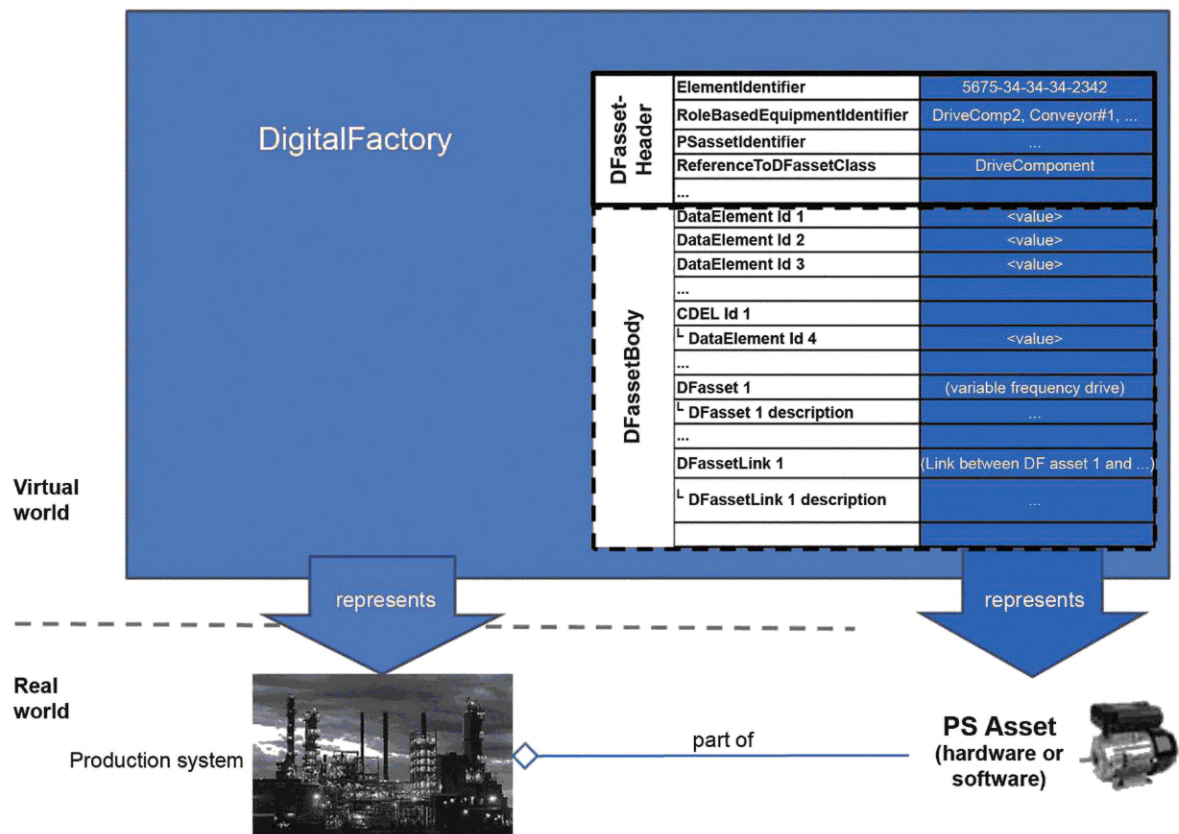 DigitalFactory
DFasset-
Header
ElementIdentifier 5675-34-34-34-2342
RoleBasedEquipmentIdentifier DriveComp2, Conveyor#1, ...
PSassetIdentifier ...
ReferenceToDFassetClass DriveComponent
...
DFassetBody
DataElement Id 1 <value>
DataElement Id 2 <value>
DataElement Id 3 <value>
...
CDEL Id 1
└ DataElement Id 4 <value>
...
DFasset 1 (variable frequency drive)
└ DFasset 1 description ...
...
DFassetLink 1 (Link between DF asset 1 and ...)
└ DFassetLink 1 description ...
Virtual
world
represents
represents
Real
world
Production system
part of
PS Asset
(hardware or
software)